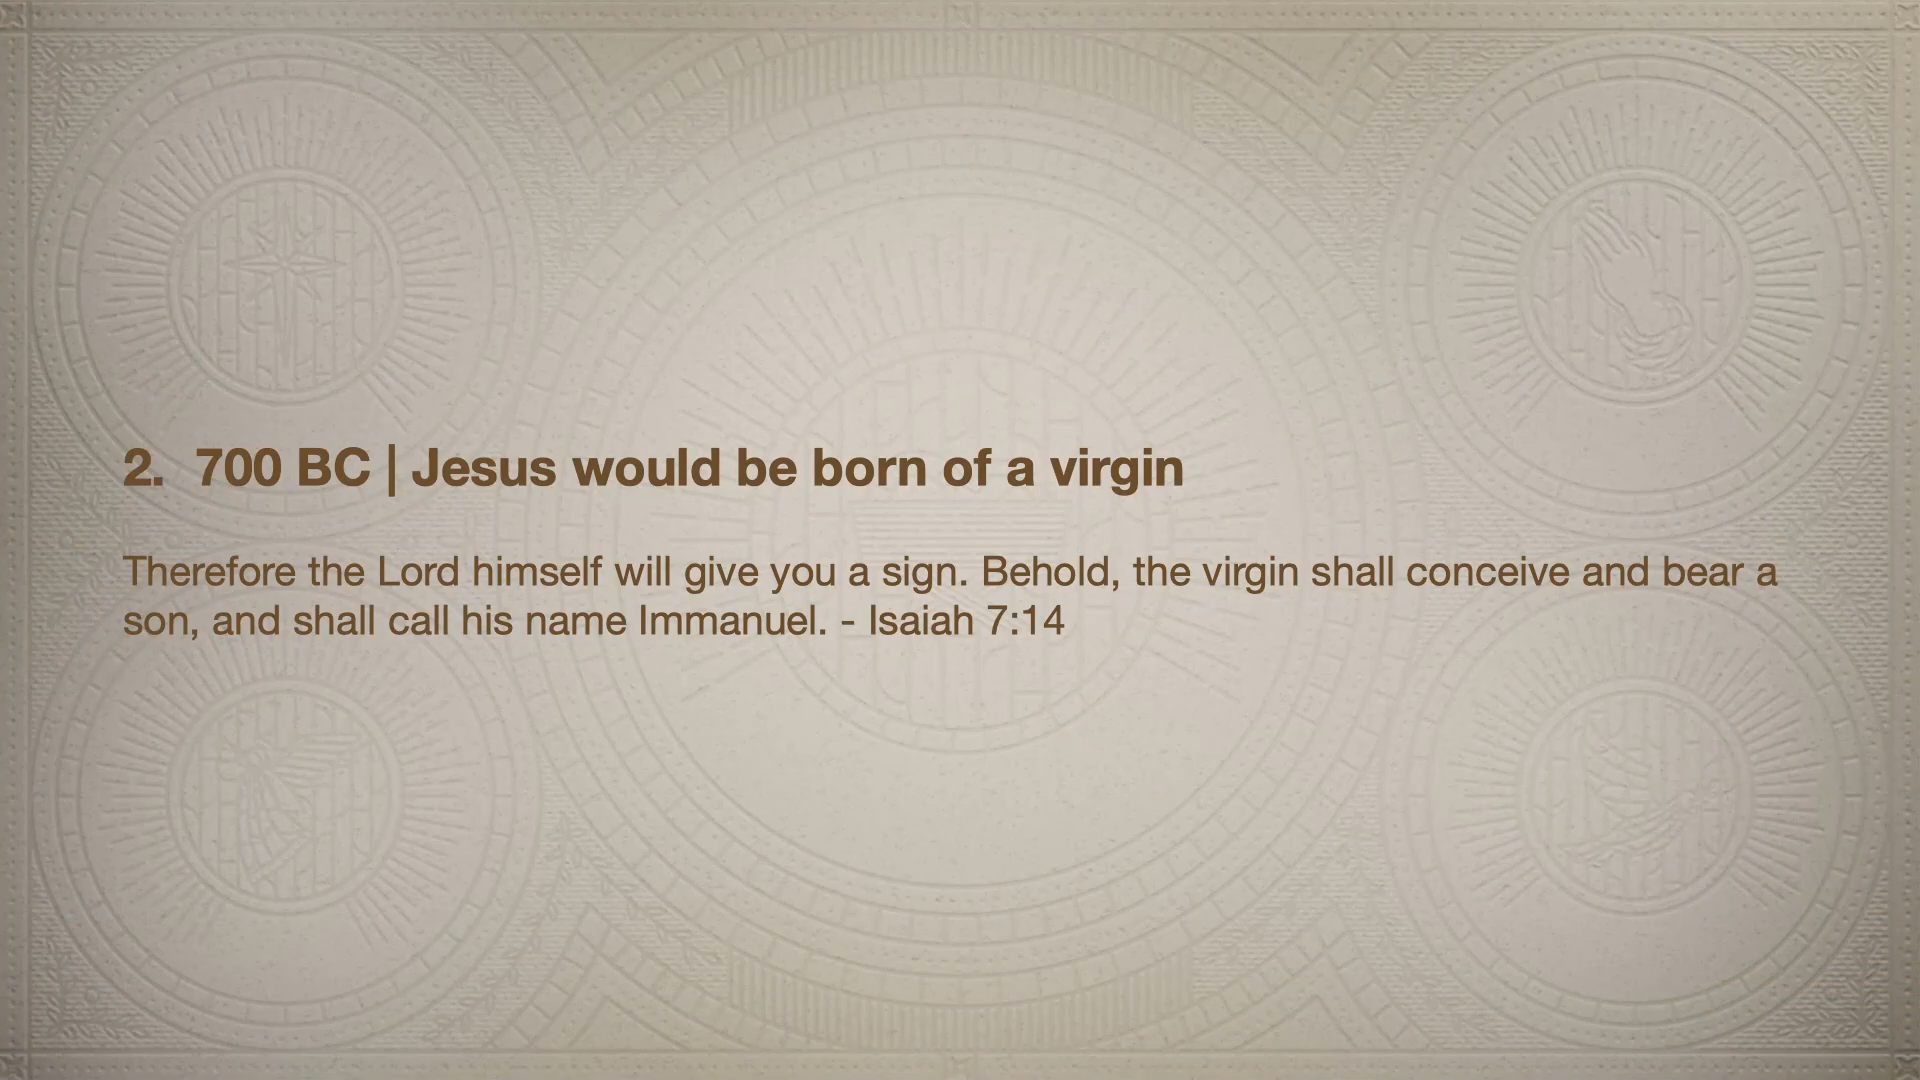 2. 700 BC | Jesus would be born of a virgin
Therefore the Lord himself will give you a sign. Behold, the virgin shall conceive and bear a
son, and shall call his name Immanuel. - Isaiah 7:14